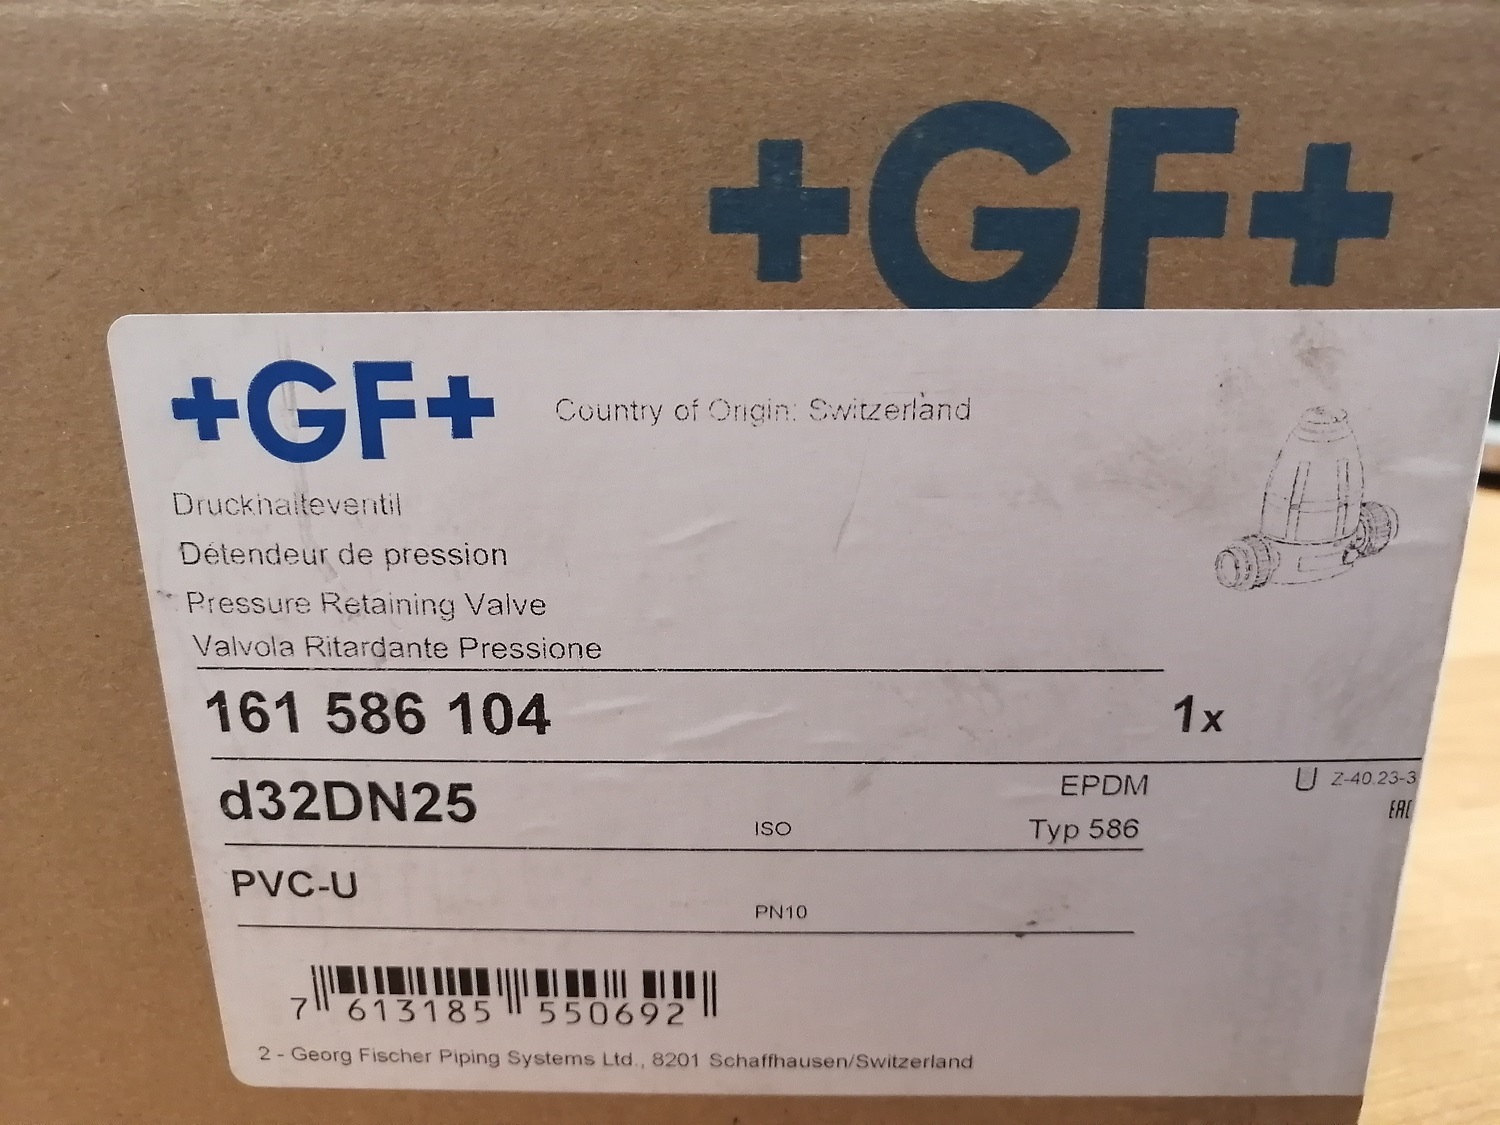 +GF+
+GF+
Country of Origin: Switzerland
Druckhalteventil
Détendeur de pression
Pressure Retaining Valve
Valvola Ritardante Pressione
161 586 104
1x
d32DN25
ISO
EPDM
Typ 586
U Z-40.23-3
EAC
PVC-U
PN10
7 613185 550692
2 - Georg Fischer Piping Systems Ltd., 8201 Schaffhausen/Switzerland